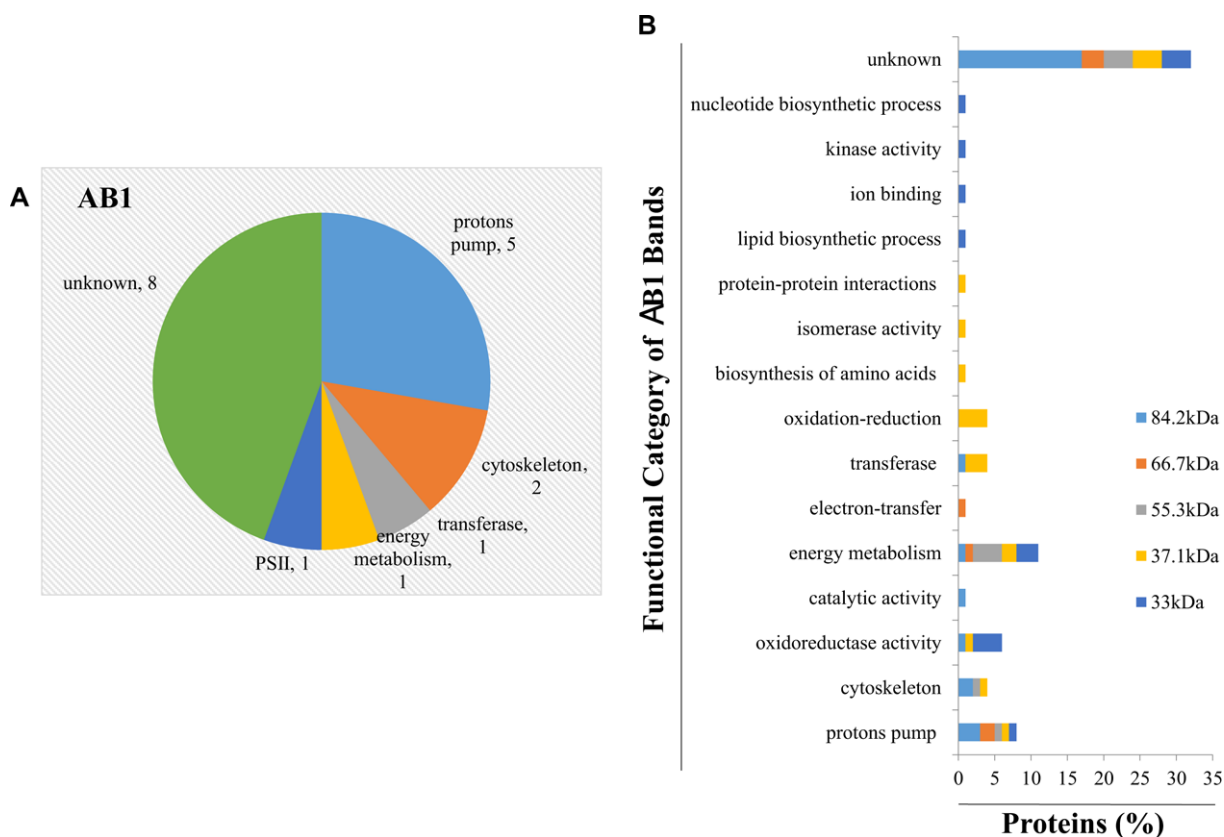 A
AB1
protons
pump, 5
cytoskeleton,
2
transferase,
1
energy
metabolism,
1
PSII, 1
unknown, 8
B
Functional Category of AB1 Bands
unknown
nucleotide biosynthetic process
kinase activity
ion binding
lipid biosynthetic process
protein-protein interactions
isomerase activity
biosynthesis of amino acids
oxidation-reduction
transferase
electron-transfer
energy metabolism
catalytic activity
oxidoreductase activity
cytoskeleton
protons pump
84.2kDa
66.7kDa
55.3kDa
37.1kDa
33kDa
0 5 10 15 20 25 30 35
Proteins (%)